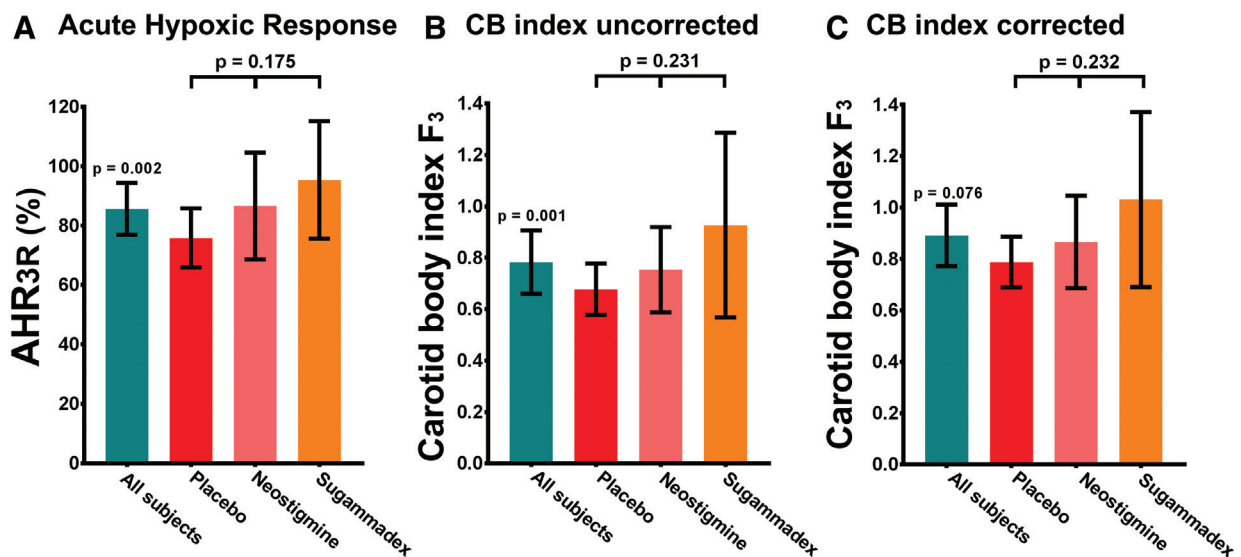 A Acute Hypoxic Response
p = 0.175
AHR3R (%)
120
100
80
60
40
20
0
p = 0.002
All subjects
Placebo
Neostigmine
Sugammadex
B CB index uncorrected
p = 0.231
Carotid body index F3
1.4
1.2
1.0
0.8
0.6
0.4
0.2
0.0
p = 0.001
All subjects
Placebo
Neostigmine
Sugammadex
C CB index corrected
p = 0.232
Carotid body index F3
1.4
1.2
1.0
0.8
0.6
0.4
0.2
0.0
p = 0.076
All subjects
Placebo
Neostigmine
Sugammadex